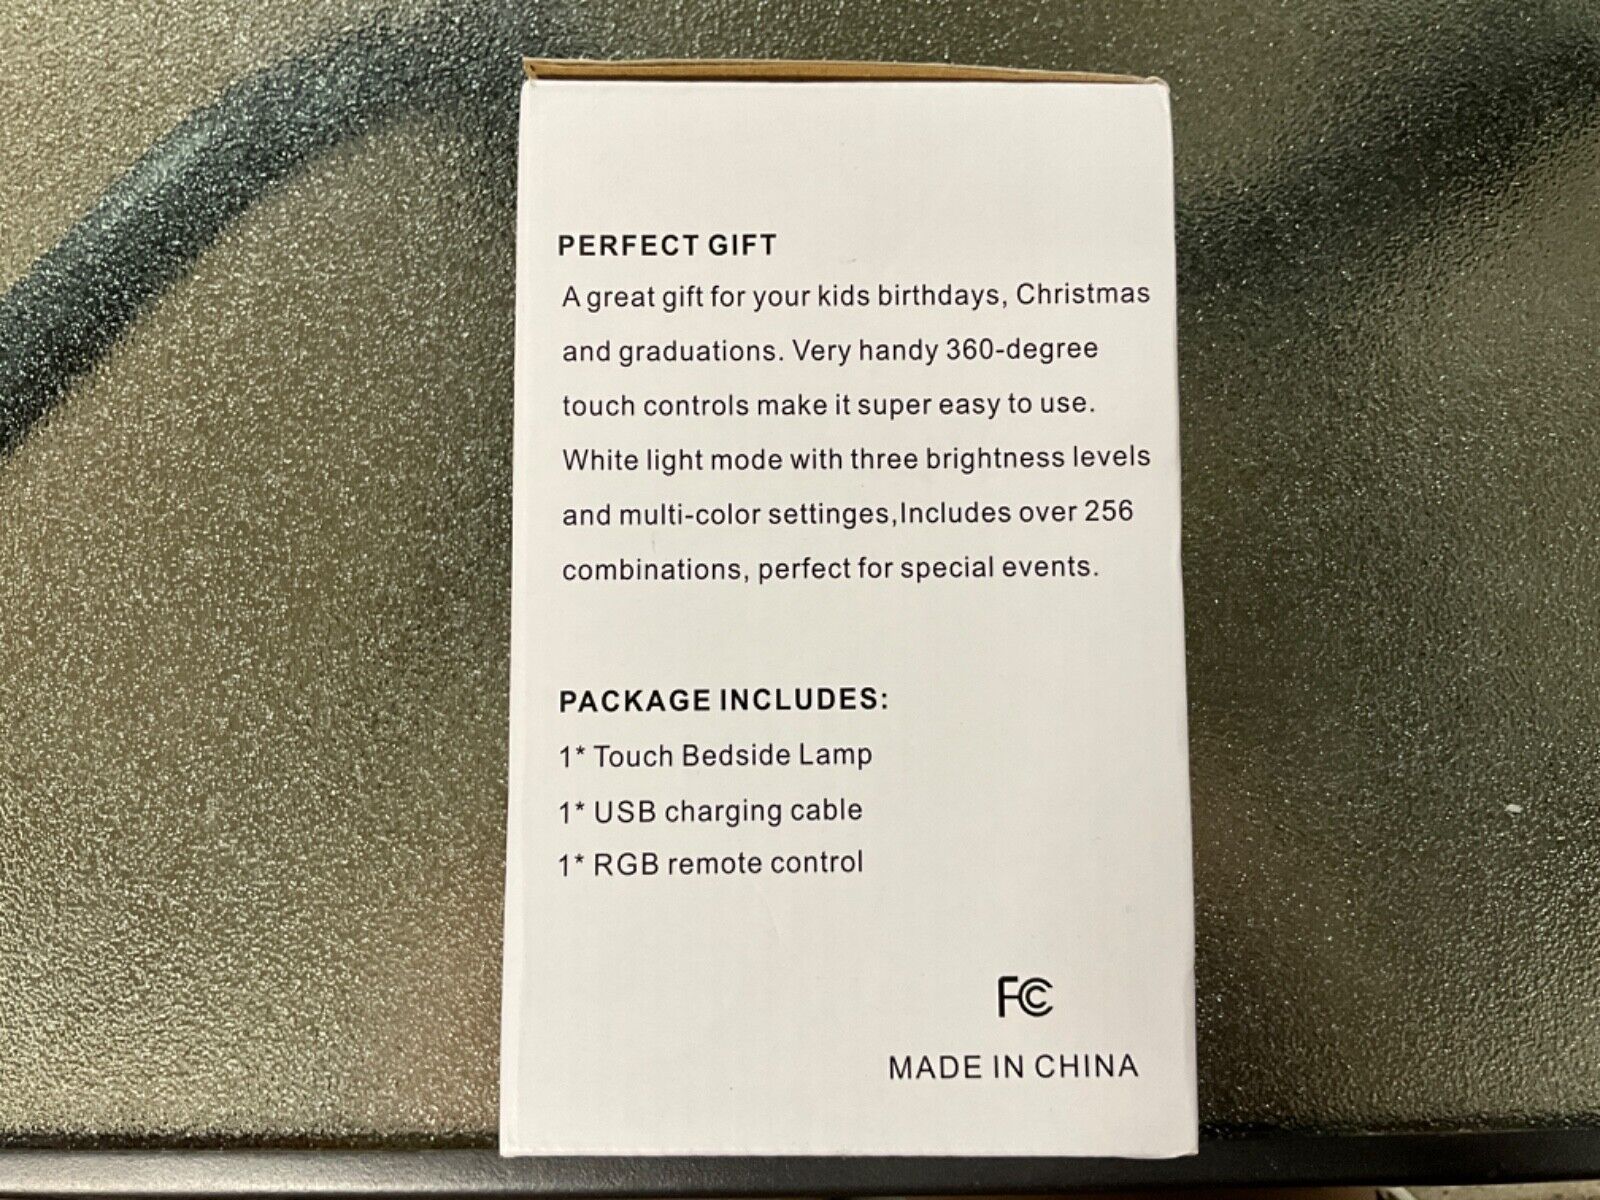 PERFECT GIFT
A great gift for your kids birthdays, Christmas
and graduations. Very handy 360-degree
touch controls make it super easy to use.
White light mode with three brightness levels
and multi-color settinges,Includes over 256
combinations, perfect for special events.
PACKAGE INCLUDES:
1* Touch Bedside Lamp
1* USB charging cable
1* RGB remote control
FC
MADE IN CHINA